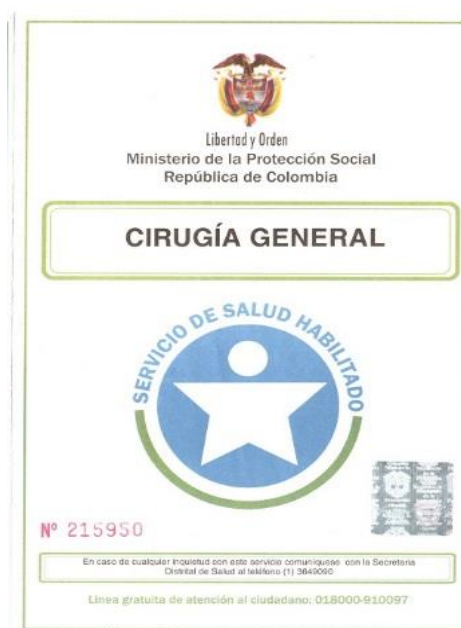 Libertad y Orden
Ministerio de la Protección Social
República de Colombia
CIRUGÍA GENERAL
SERVICIO DE SALUD HABILITADO
Nº 215950
En caso de cualquier inquietud con este servicio comuníquese con la Secretaria
Distrital de Salud al teléfono (1) 3649090
Línea gratuita de atención al ciudadano: 018000-910097